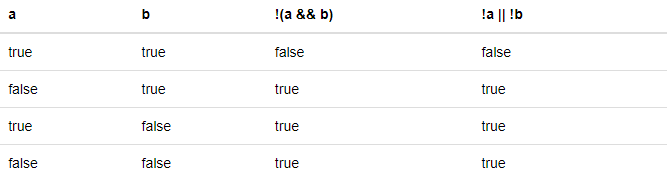 a b !(a && b) !a || !b
true true false false
false true true true
true false true true
false false true true